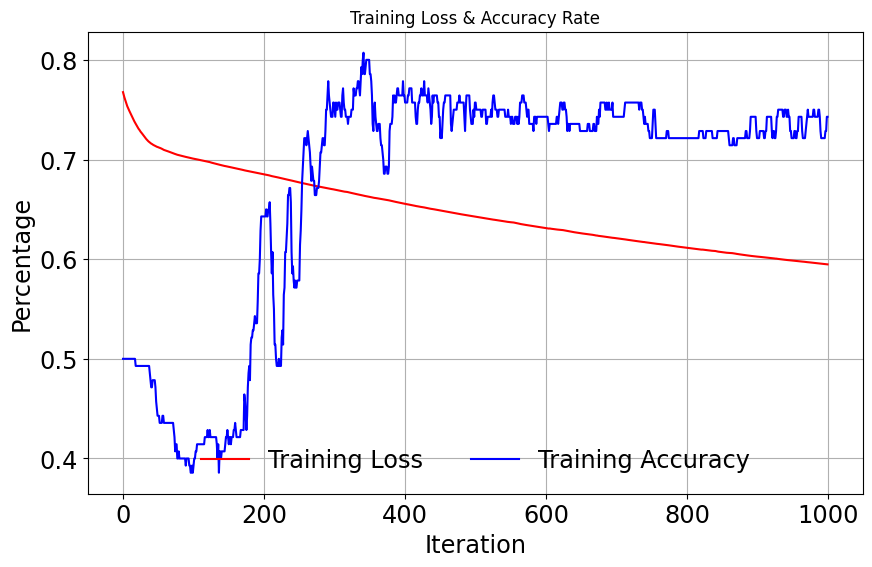 Training Loss & Accuracy Rate
0.8
0.7
0.6
0.5
0.4
Percentage
Training Loss Training Accuracy
0 200 400 600 800 1000
Iteration